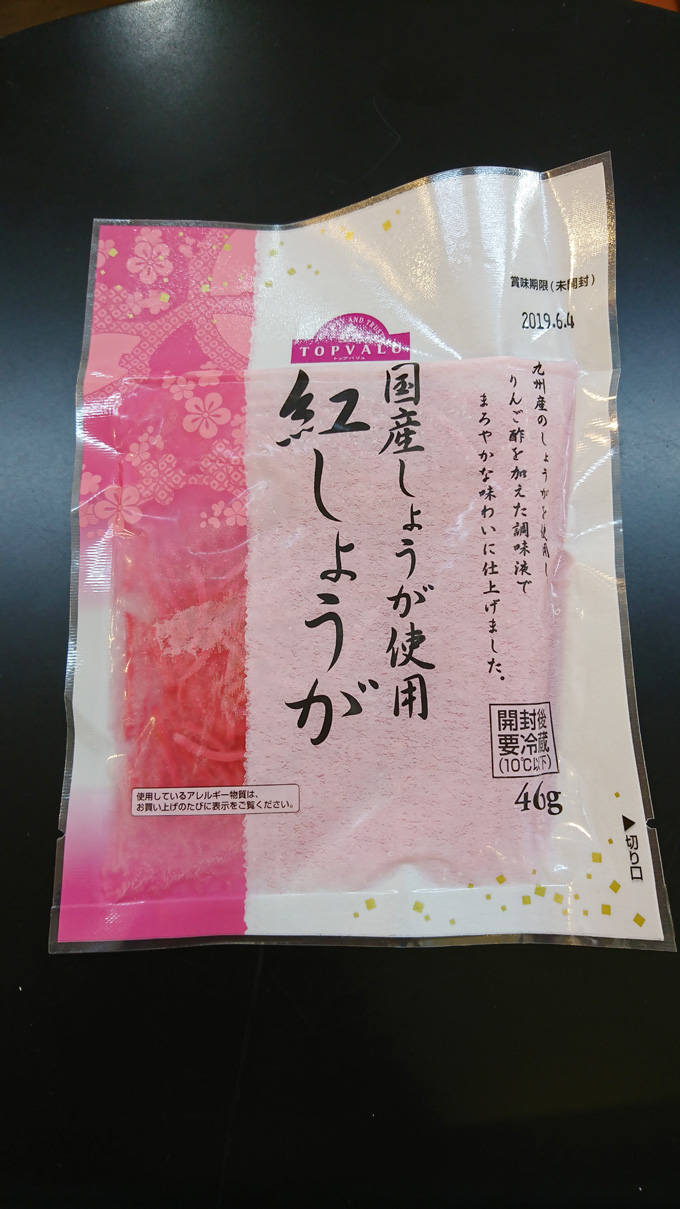 賞味期限(未開封)
2019.6.4
AND TRUST
TOPVALU
トップバリュ
国産しょうが使用
紅しょうが
九州産のしょうがを使用し
りんご酢を加えた調味液で
まろやかな味わいに仕上げました。
開封後
要冷蔵
(10℃以下)
46g
使用しているアレルギー物質は、
お買い上げのたびに表示をご覧ください。
▶切り口